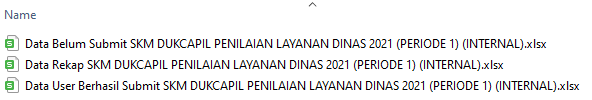 Name
Data Belum Submit SKM DUKCAPIL PENILAIAN LAYANAN DINAS 2021 (PERIODE 1) (INTERNAL).xlsx
Data Rekap SKM DUKCAPIL PENILAIAN LAYANAN DINAS 2021 (PERIODE 1) (INTERNAL).xlsx
Data User Berhasil Submit SKM DUKCAPIL PENILAIAN LAYANAN DINAS 2021 (PERIODE 1) (INTERNAL).xlsx